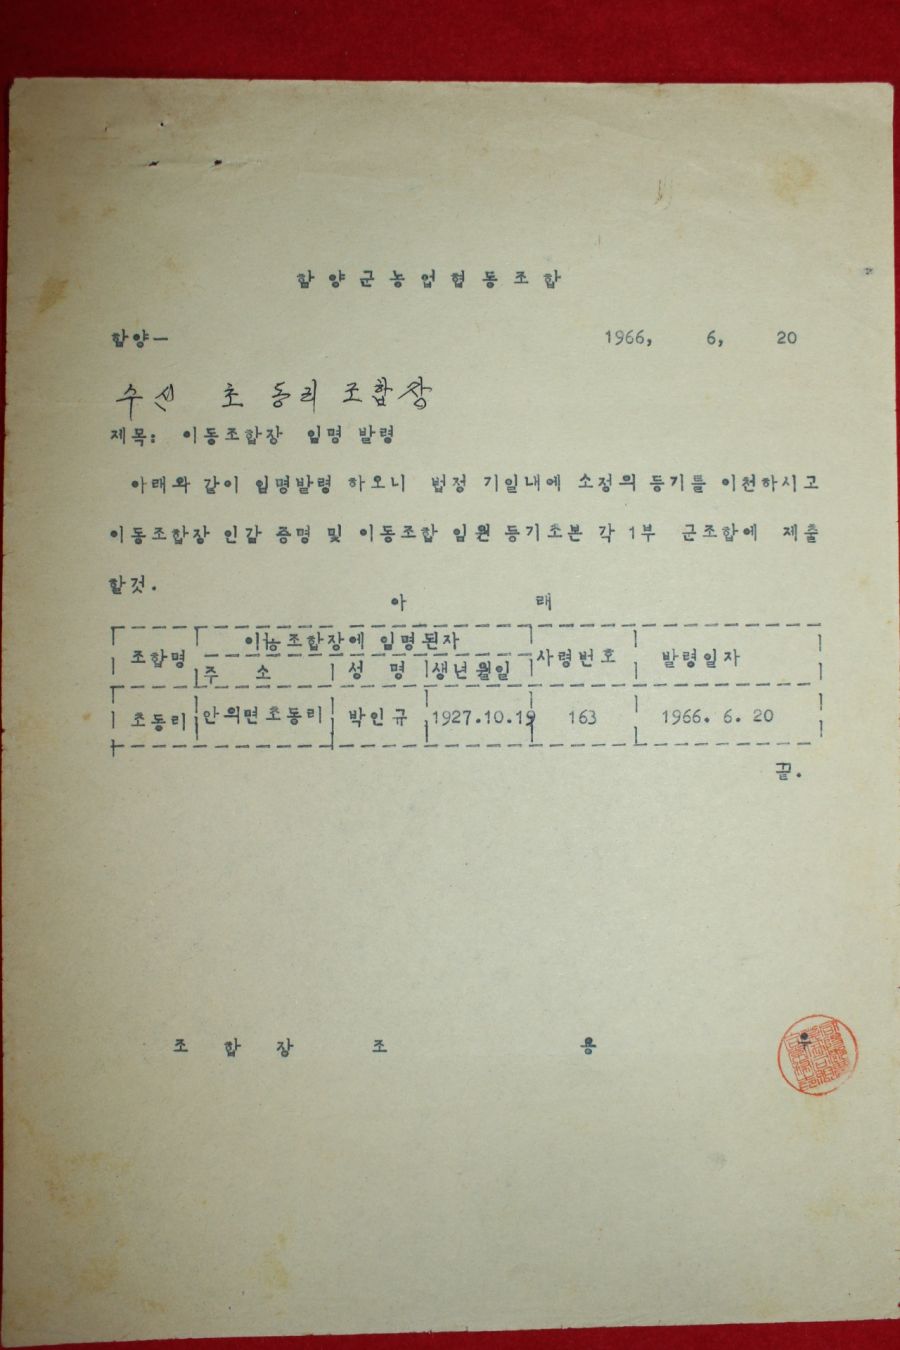 함양군농업협동조합
함양— 1966, 6, 20
수신 초동리조합장
제목: 이동조합장 임명 발령
아래와 같이 임명발령 하오니 법정 기일내에 소정의 등기를 이천하시고
이동조합장 인감 증명 및 이동조합 임원 등기초본 각 1부 군조합에 제출
할것.
아 래
조합명 이동조합장에 임명된자 사령번호 발령일자
주 소 성 명 생년월일
초동리 안의면초동리 박인규 1927.10.19 163 1966. 6. 20
끝.
조 합 장 조 용 우